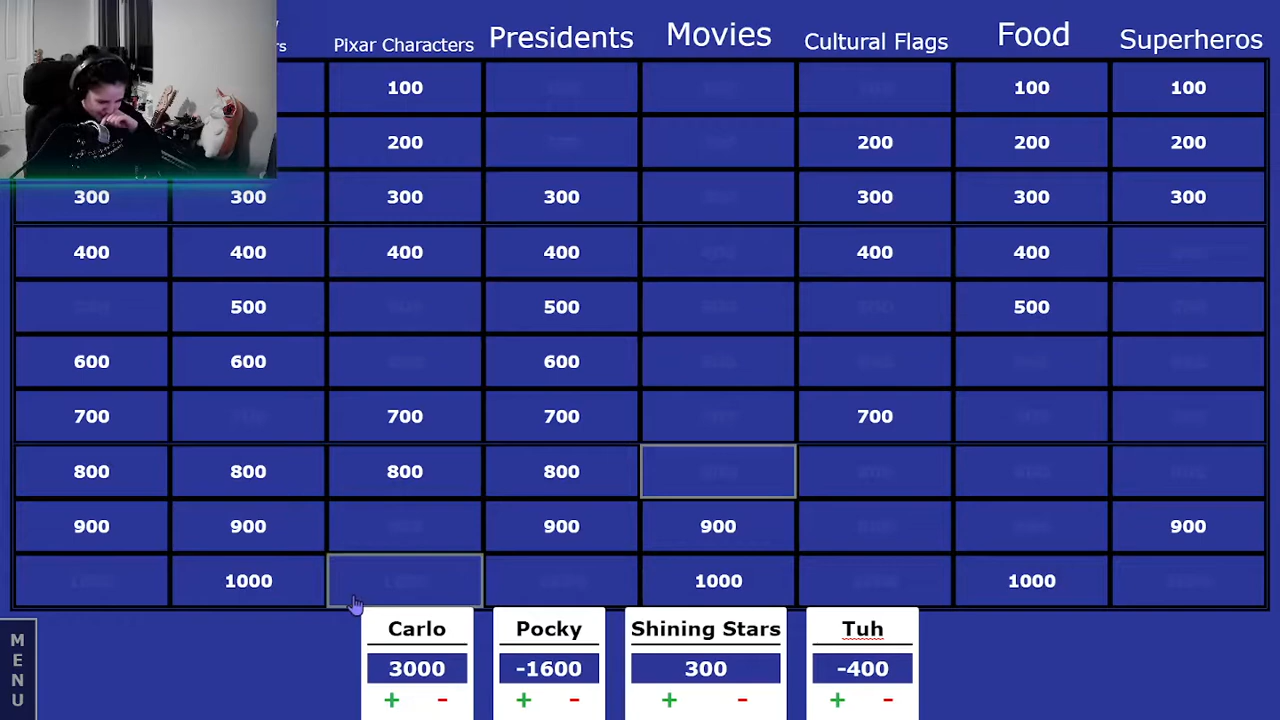 rs Pixar Characters Presidents Movies Cultural Flags Food Superheros
100 100 100
200 200 200 200
300 300 300 300 300 300 300
400 400 400 400 400 400
500 500 500
600 600 600
700 700 700 700
800 800 800 800
900 900 900 900 900
1000 1000 1000
Carlo Pocky Shining Stars Tuh
3000 -1600 300 -400
+ - + - + - + -
MENU